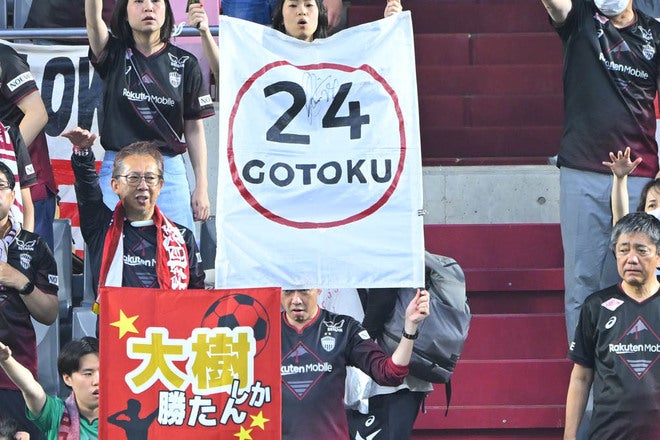 24
GOTOKU
大樹
しか
勝たん
Rakuten Mobile
Rakuten Mobile
Rakuten Mobile
Rakuten Mobile
Rakuten Mobile